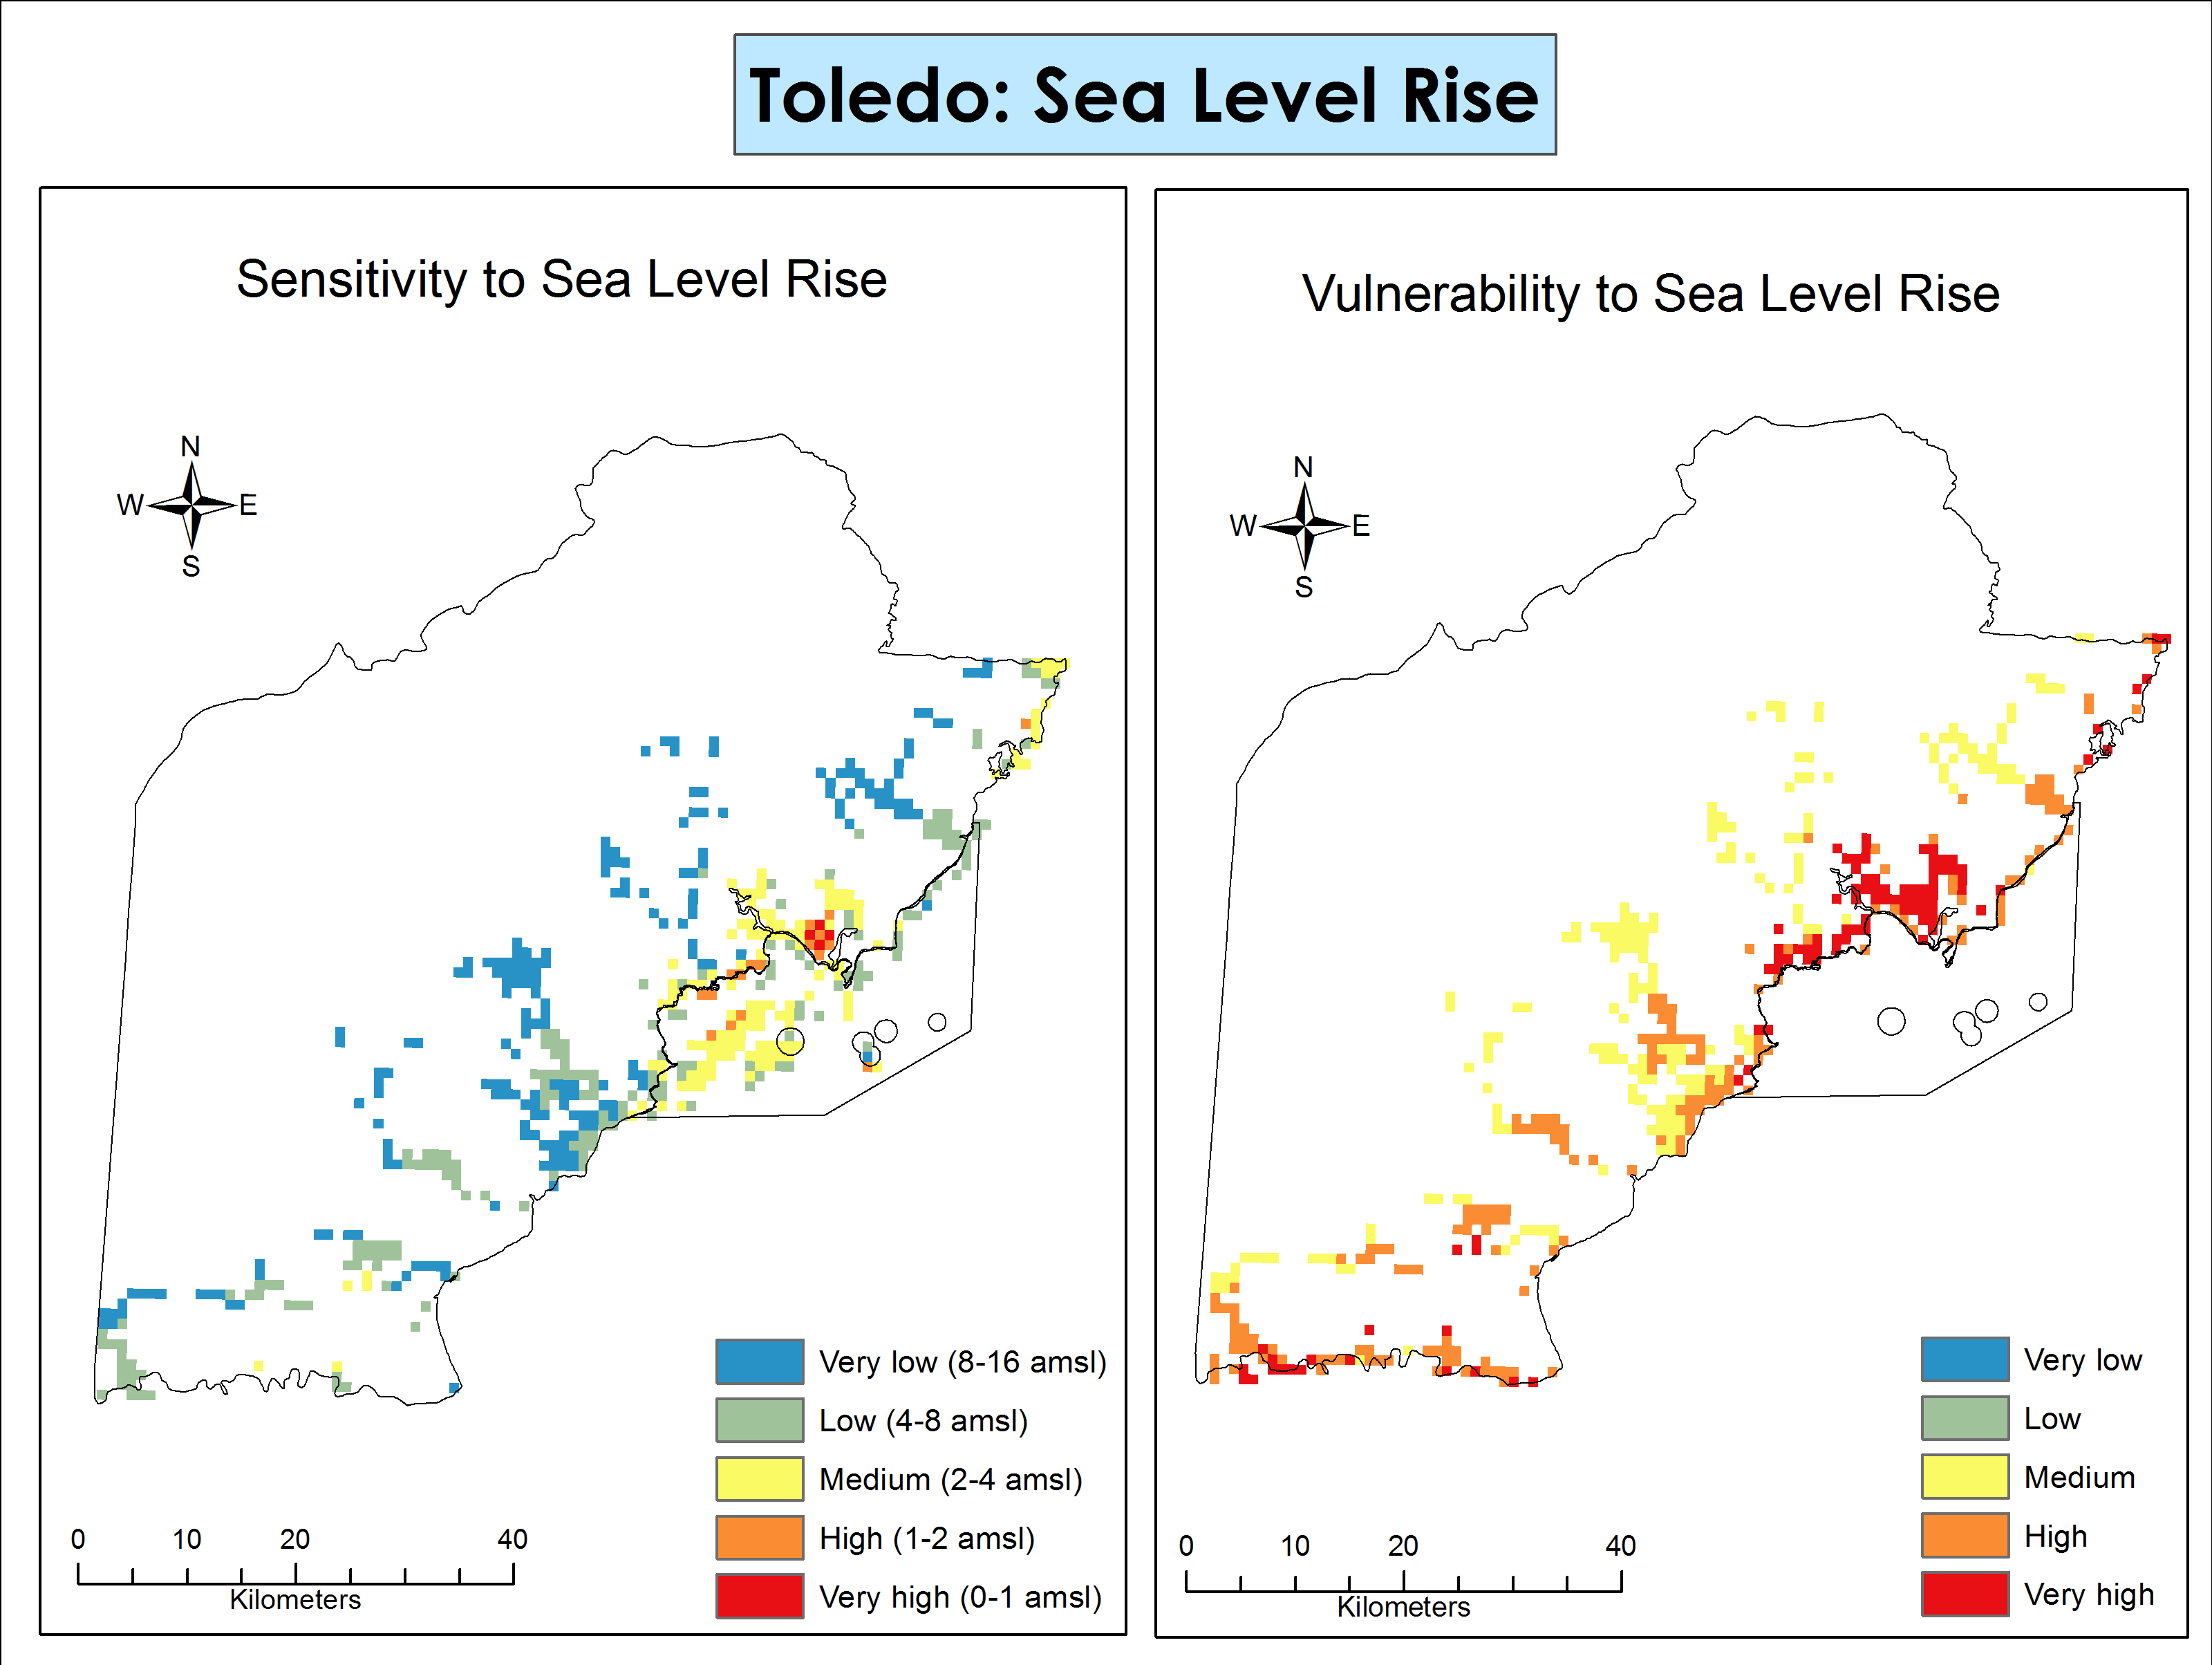 Toledo: Sea Level Rise
Sensitivity to Sea Level Rise
N
W E
S
Very low (8-16 amsl)
Low (4-8 amsl)
Medium (2-4 amsl)
High (1-2 amsl)
Very high (0-1 amsl)
0 10 20 40
Kilometers
Vulnerability to Sea Level Rise
N
W E
S
Very low
Low
Medium
High
Very high
0 10 20 40
Kilometers